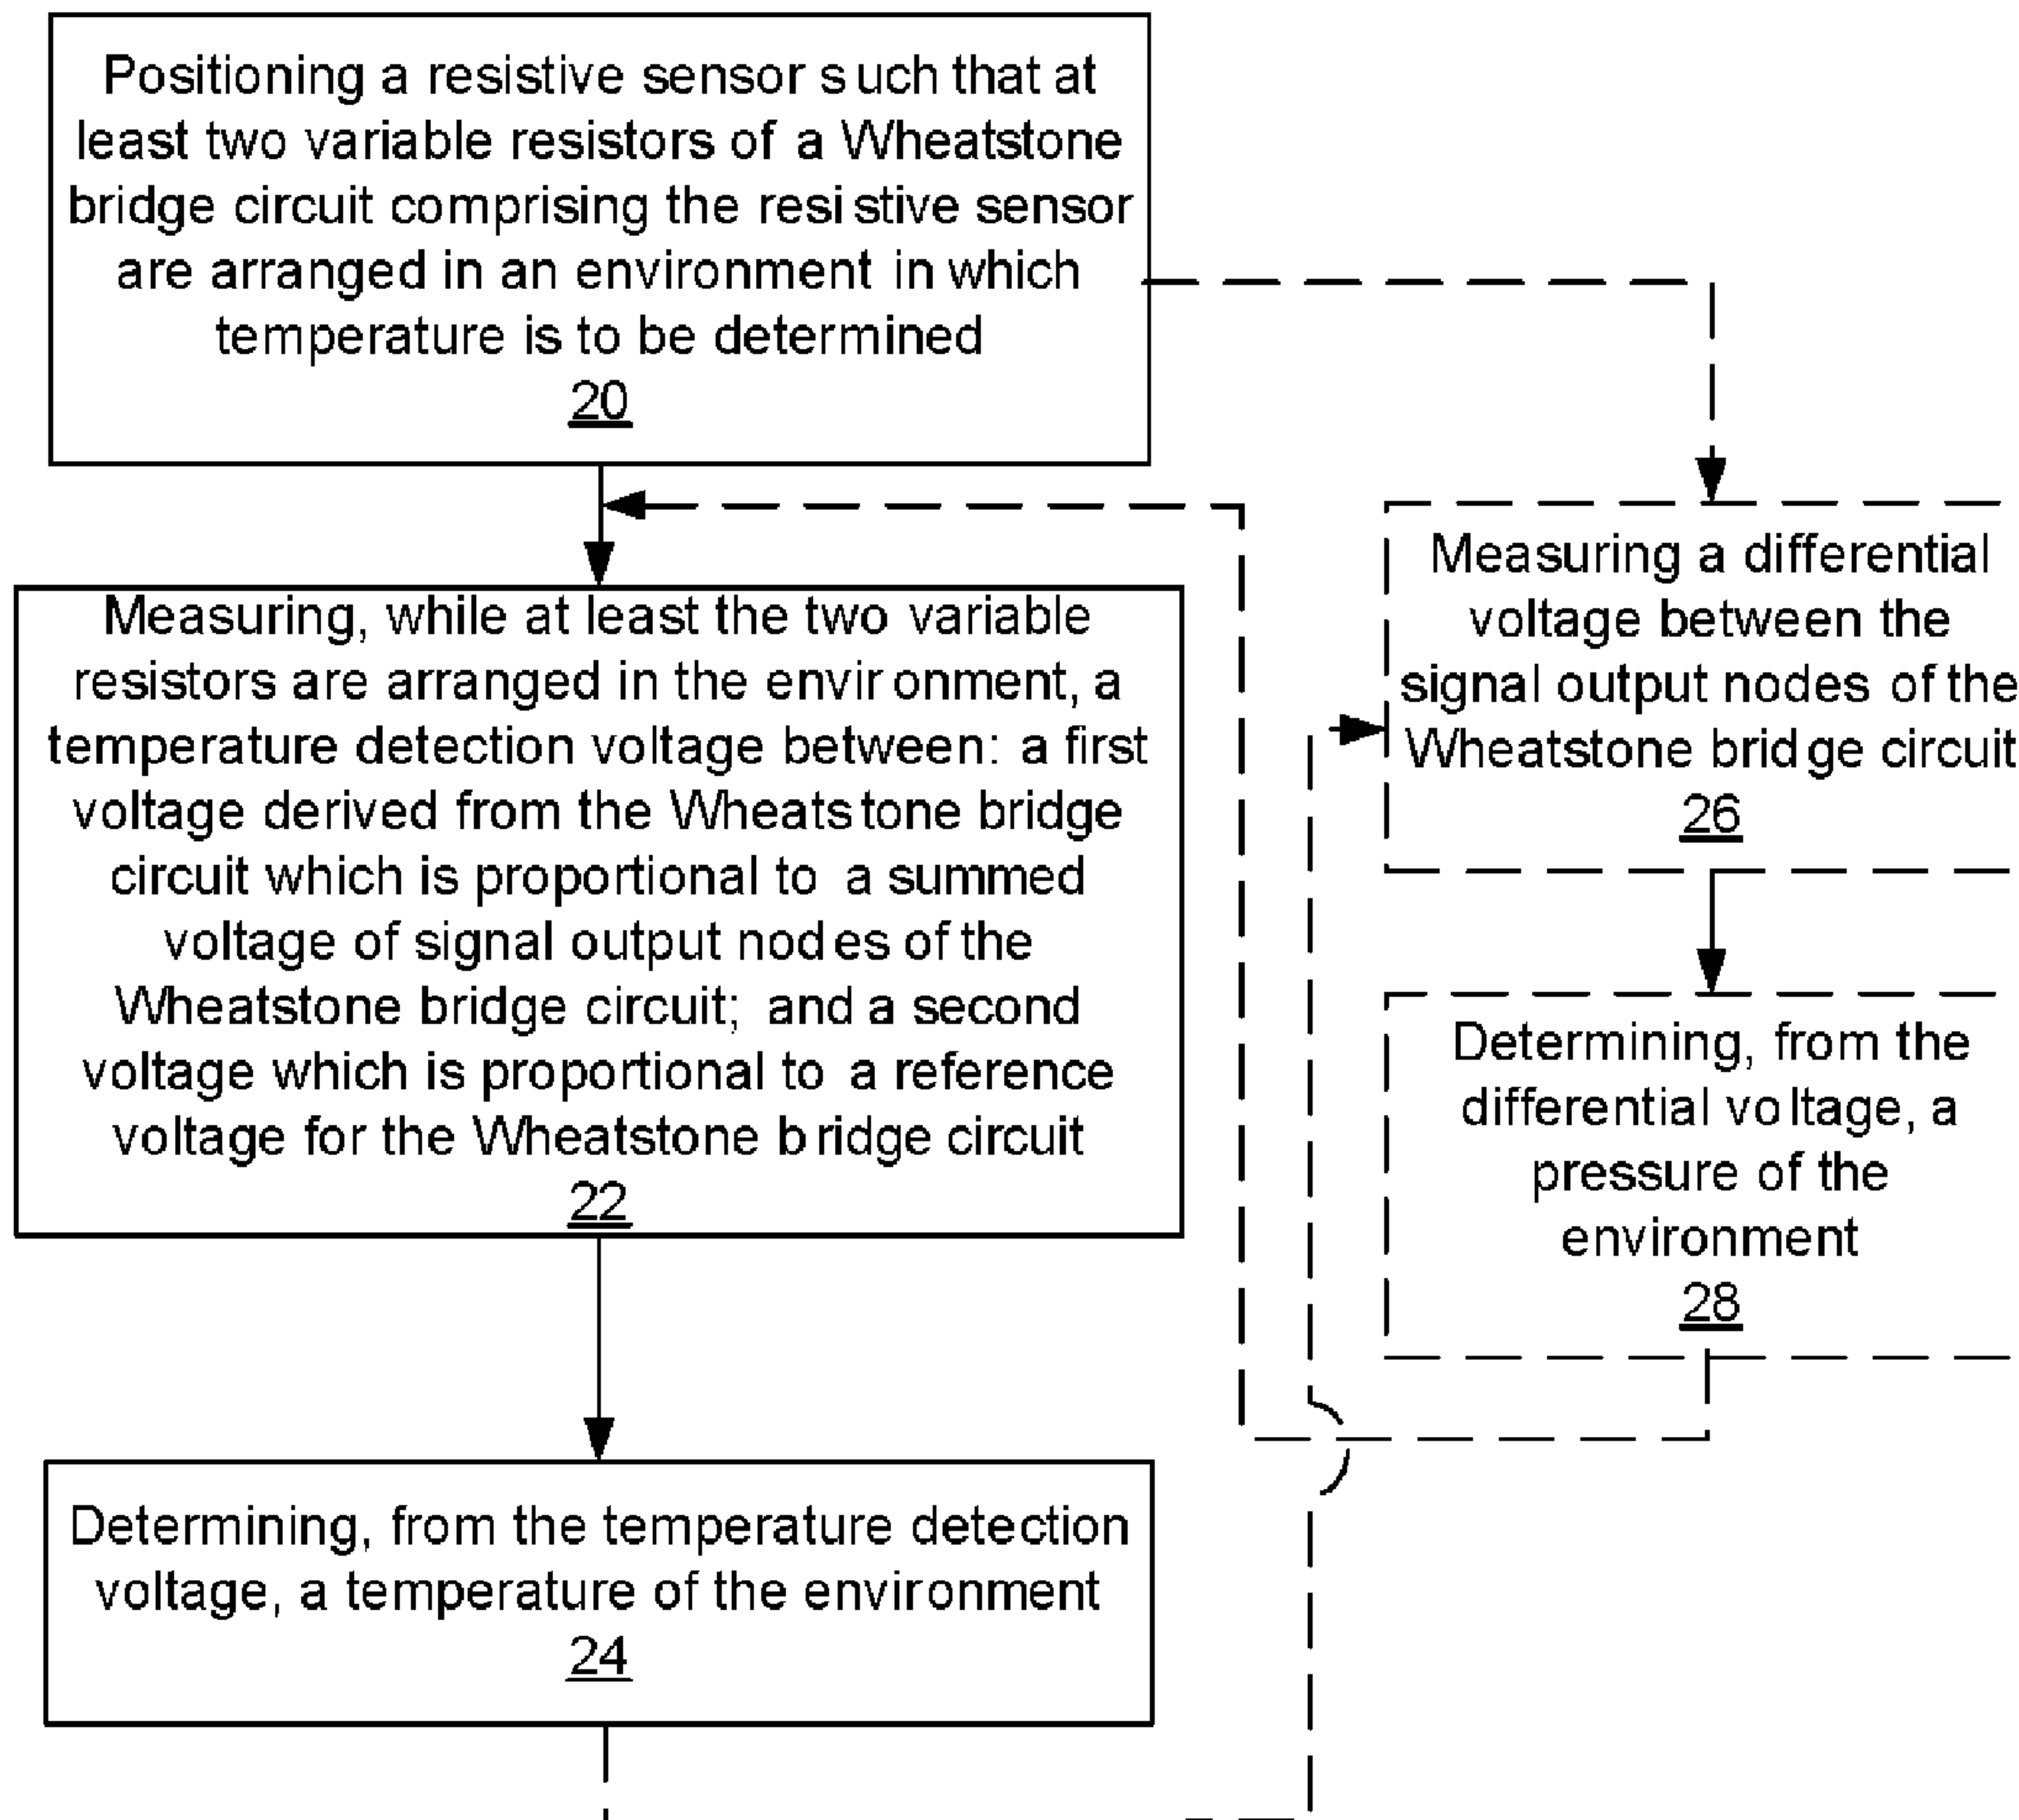 Positioning a resistive sensor such that at
least two variable resistors of a Wheatstone
bridge circuit comprising the resistive sensor
are arranged in an environment in which
temperature is to be determined
20
Measuring, while at least the two variable
resistors are arranged in the environment, a
temperature detection voltage between: a first
voltage derived from the Wheatstone bridge
circuit which is proportional to a summed
voltage of signal output nodes of the
Wheatstone bridge circuit; and a second
voltage which is proportional to a reference
voltage for the Wheatstone bridge circuit
22
Determining, from the temperature detection
voltage, a temperature of the environment
24
Measuring a differential
voltage between the
signal output nodes of the
Wheatstone bridge circuit
26
Determining, from the
differential voltage, a
pressure of the
environment
28